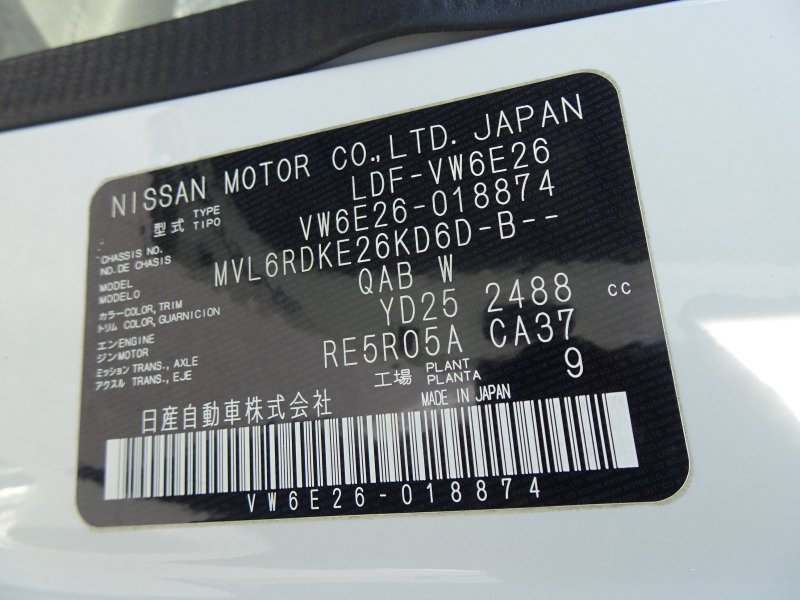 NISSAN MOTOR CO.,LTD. JAPAN
型式 TYPE TIPO LDF-VW6E26
CHASSIS NO. NO.DE CHASIS VW6E26-018874
MODEL MODELO MVL6RDKE26KD6D-B--
カラー COLOR, TRIM トリム COLOR, GUARNICION QAB W
エンジン ENGINE MOTOR YD25 2488 cc
ミッション TRANS., AXLE アクスル TRANS., EJE RE5R05A CA37
工場 PLANT PLANTA 9
日産自動車株式会社 MADE IN JAPAN
VW6E26-018874